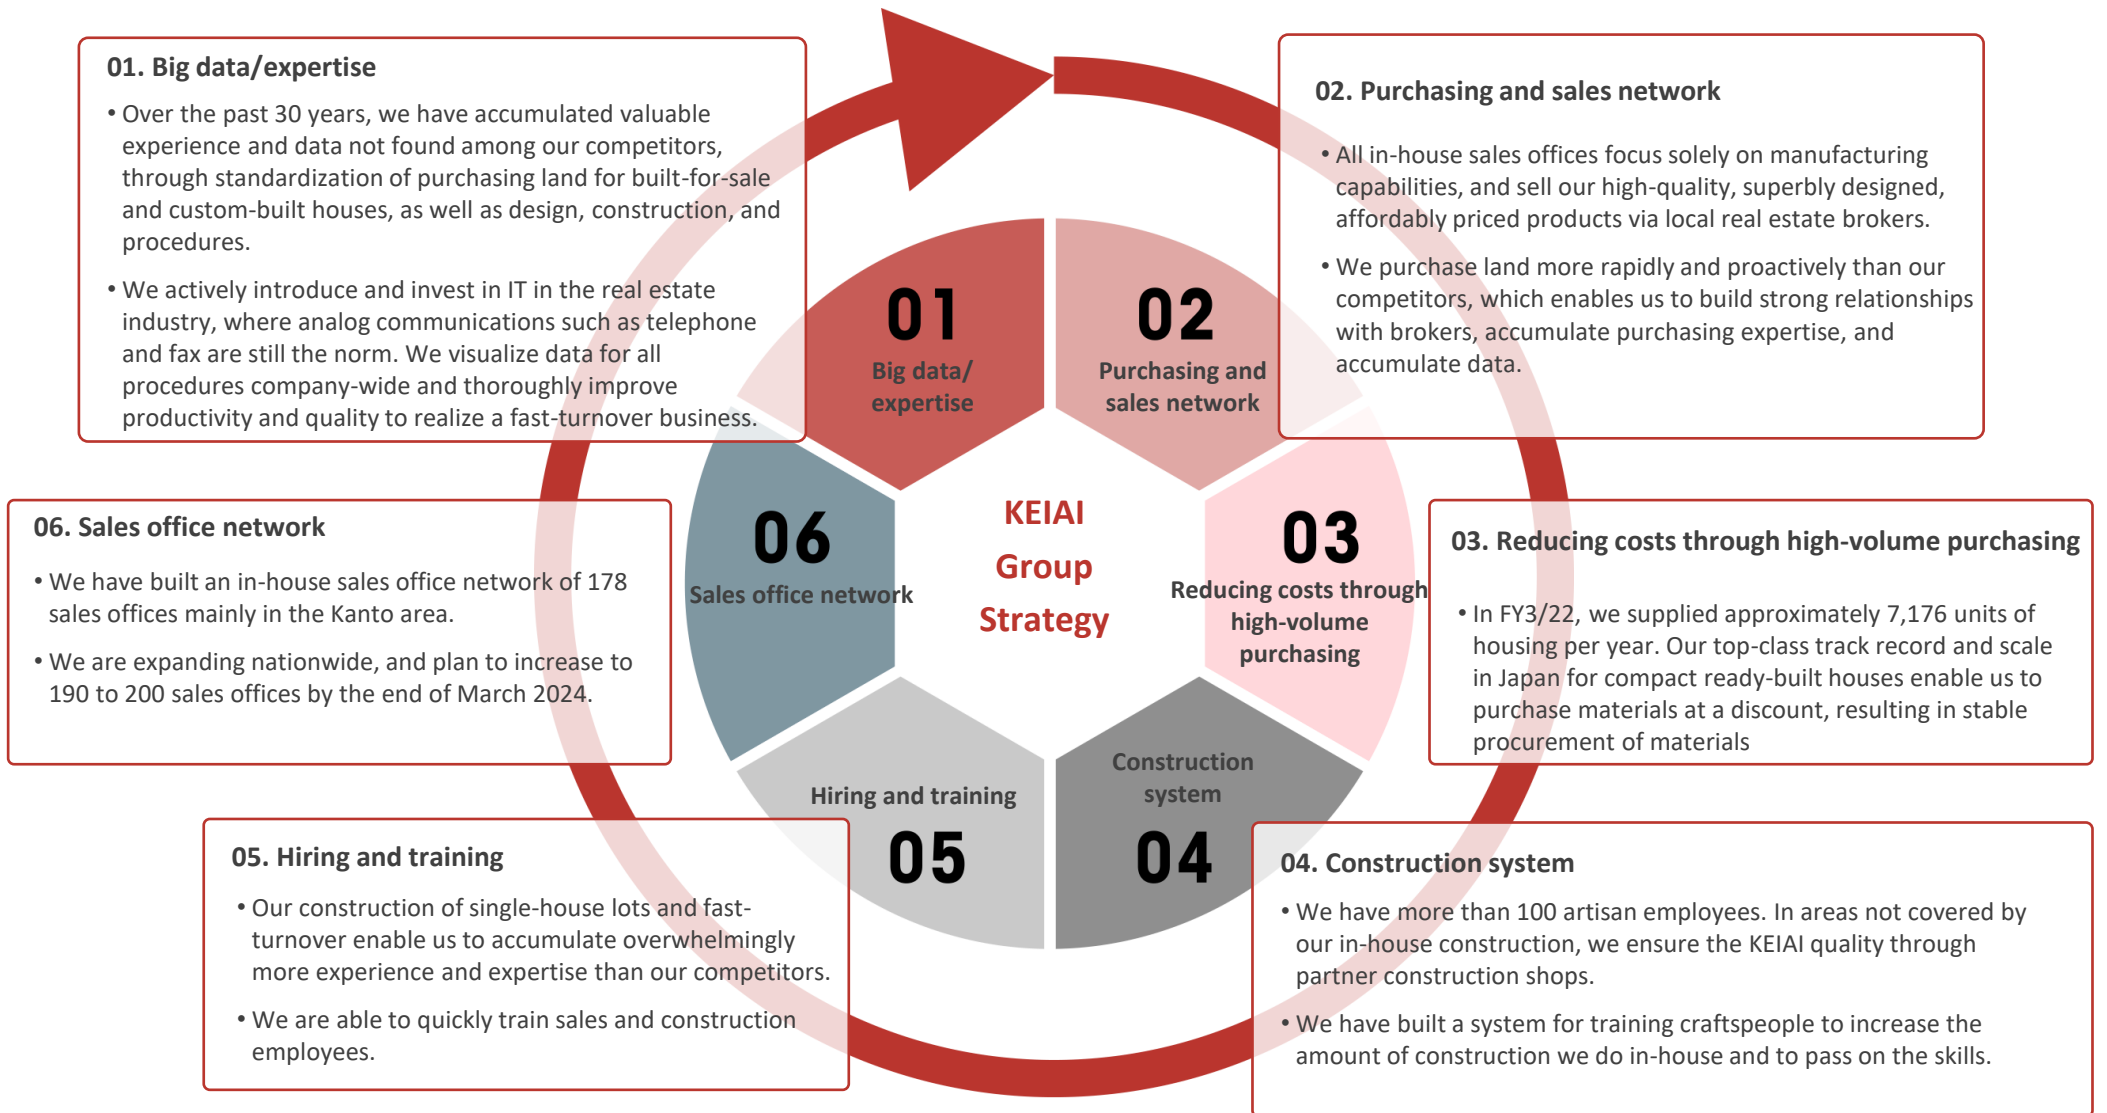 01. Big data/expertise
• Over the past 30 years, we have accumulated valuable
experience and data not found among our competitors,
through standardization of purchasing land for built-for-sale
and custom-built houses, as well as design, construction, and
procedures.
• We actively introduce and invest in IT in the real estate
industry, where analog communications such as telephone
and fax are still the norm. We visualize data for all
procedures company-wide and thoroughly improve
productivity and quality to realize a fast-turnover business.
02. Purchasing and sales network
• All in-house sales offices focus solely on manufacturing
capabilities, and sell our high-quality, superbly designed,
affordably priced products via local real estate brokers.
• We purchase land more rapidly and proactively than our
competitors, which enables us to build strong relationships
with brokers, accumulate purchasing expertise, and
accumulate data.
01
Big data/
expertise
02
Purchasing and
sales network
06
Sales office network
KEIAI
Group
Strategy
03
Reducing costs through
high-volume
purchasing
Hiring and training
05
Construction
system
04
06. Sales office network
• We have built an in-house sales office network of 178
sales offices mainly in the Kanto area.
• We are expanding nationwide, and plan to increase to
190 to 200 sales offices by the end of March 2024.
03. Reducing costs through high-volume purchasing
• In FY3/22, we supplied approximately 7,176 units of
housing per year. Our top-class track record and scale
in Japan for compact ready-built houses enable us to
purchase materials at a discount, resulting in stable
procurement of materials
05. Hiring and training
• Our construction of single-house lots and fast-
turnover enable us to accumulate overwhelmingly
more experience and expertise than our competitors.
• We are able to quickly train sales and construction
employees.
04. Construction system
• We have more than 100 artisan employees. In areas not covered by
our in-house construction, we ensure the KEIAI quality through
partner construction shops.
• We have built a system for training craftspeople to increase the
amount of construction we do in-house and to pass on the skills.